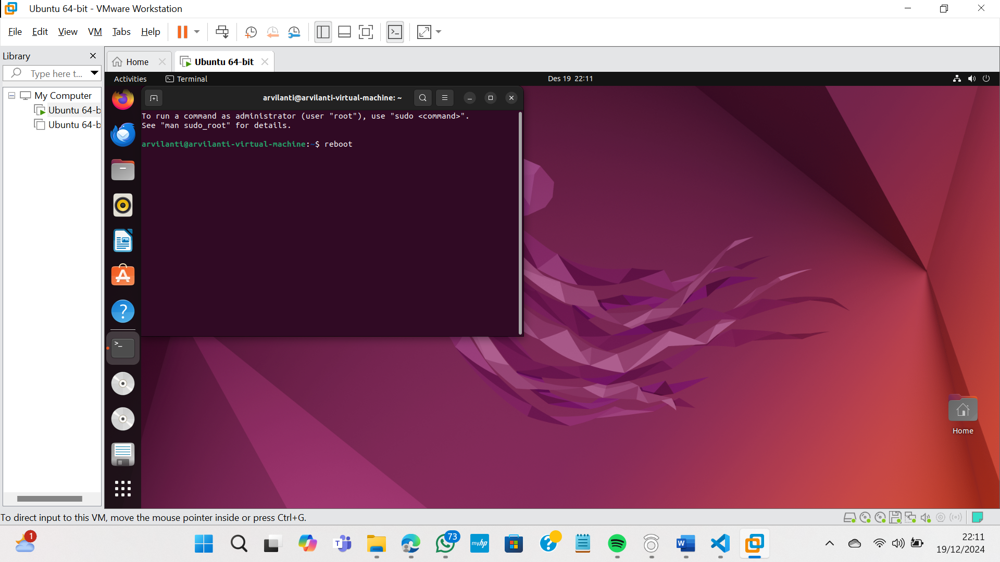 Ubuntu 64-bit - VMware Workstation
File Edit View VM Tabs Help
Library
Type here t...
My Computer
Ubuntu 64-b
Ubuntu 64-b
Home
Ubuntu 64-bit
Activities
Terminal
Des 19 22:11
arvilanti@arvilanti-virtual-machine: ~
To run a command as administrator (user "root"), use "sudo <command>".
See "man sudo_root" for details.
arvilanti@arvilanti-virtual-machine:~$ reboot
Home
To direct input to this VM, move the mouse pointer inside or press Ctrl+G.
1
73
myhp
22:11
19/12/2024